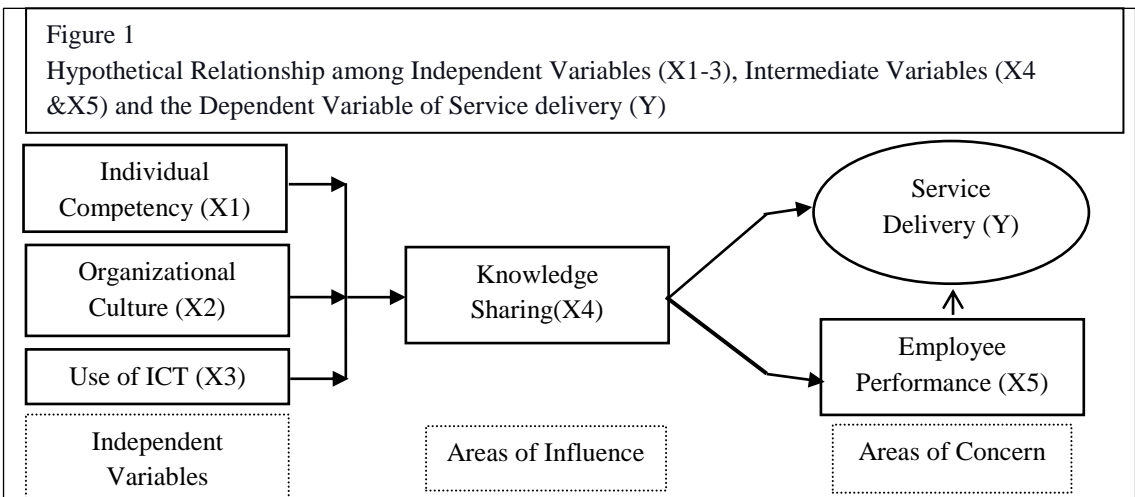 Figure 1
Hypothetical Relationship among Independent Variables (X1-3), Intermediate Variables (X4
&X5) and the Dependent Variable of Service delivery (Y)
Individual
Competency (X1)
Organizational
Culture (X2)
Use of ICT (X3)
Independent
Variables
Knowledge
Sharing(X4)
Areas of Influence
Service
Delivery (Y)
Employee
Performance (X5)
Areas of Concern